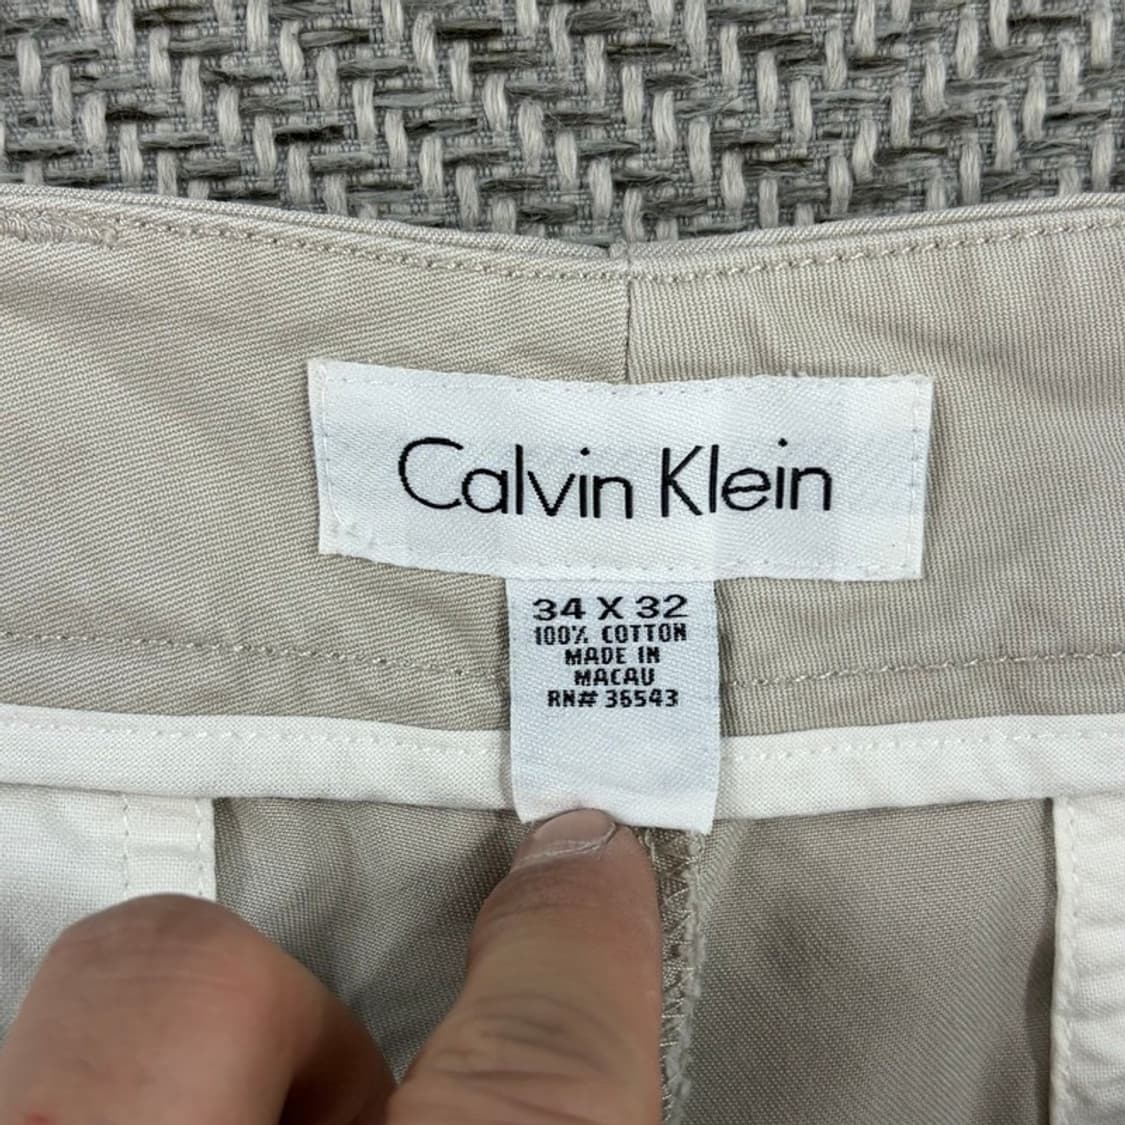 Calvin Klein
34 X 32
100% COTTON
MADE IN
MACAU
RN# 36543